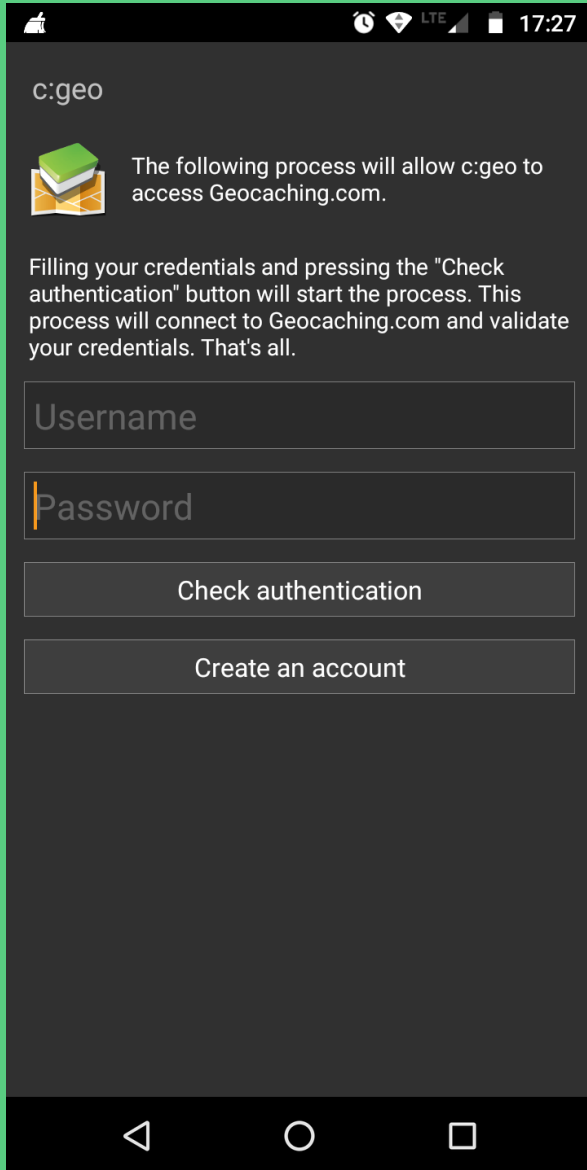 LTE 17:27
c:geo
The following process will allow c:geo to
access Geocaching.com.
Filling your credentials and pressing the "Check
authentication" button will start the process. This
process will connect to Geocaching.com and validate
your credentials. That's all.
Username
Password
Check authentication
Create an account